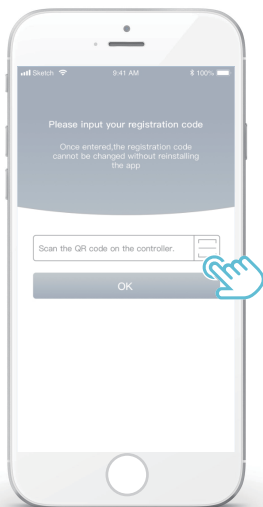 Sketch 9:41 AM 100%
Please input your registration code
Once entered,the registration code
cannot be changed without reinstalling
the app
Scan the QR code on the controller.
OK